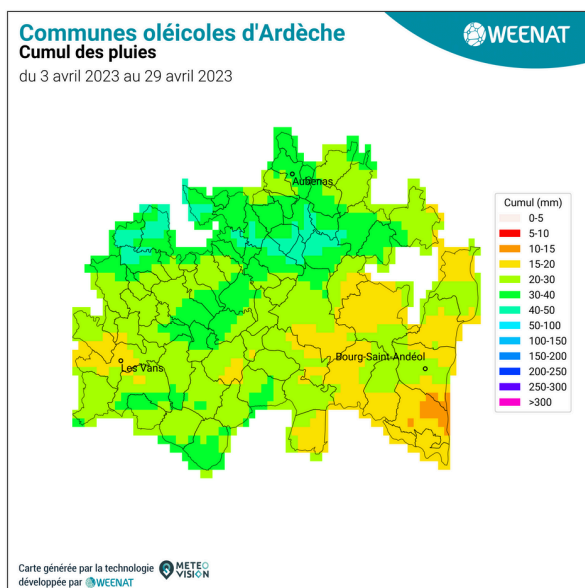 Communes oléicoles d'Ardèche
Cumul des pluies
du 3 avril 2023 au 29 avril 2023
WEENAT
Aubenas
Les Vans
Bourg-Saint-Andéol
Cumul (mm)
0-5
5-10
10-15
15-20
20-30
30-40
40-50
50-100
100-150
150-200
200-250
250-300
>300
Carte générée par la technologie METEO VISION
développée par WEENAT